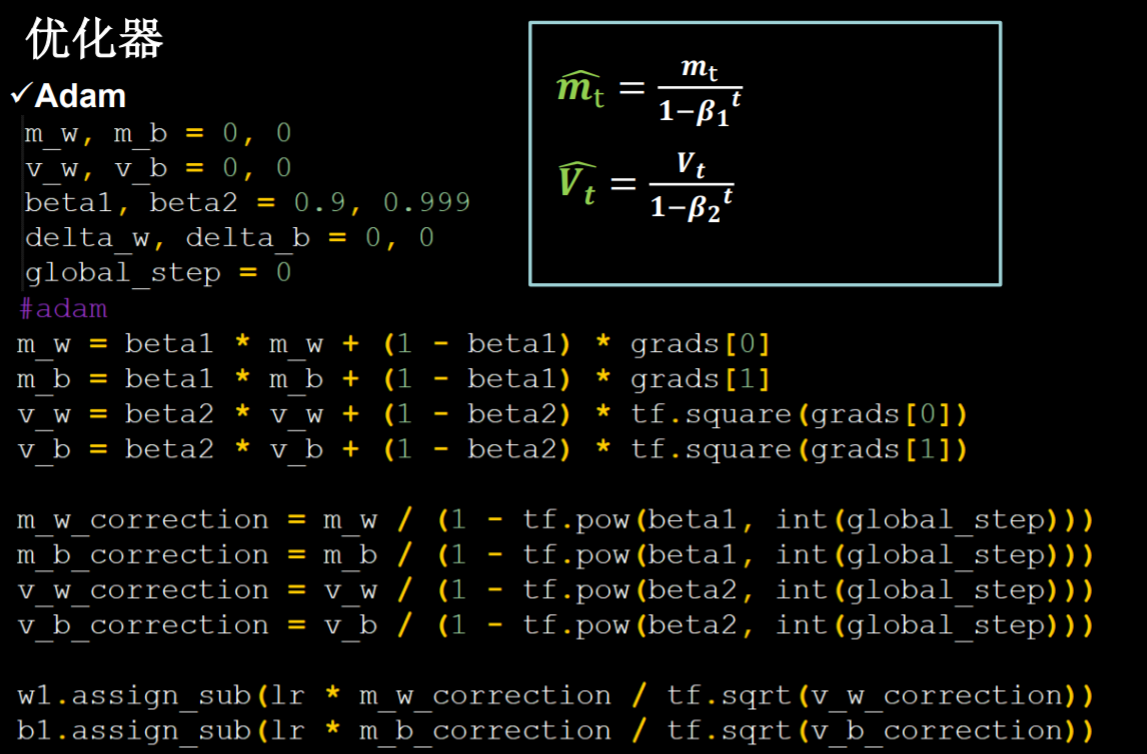 优化器
✓Adam
m_w, m_b = 0, 0
v_w, v_b = 0, 0
beta1, beta2 = 0.9, 0.999
delta_w, delta_b = 0, 0
global_step = 0
#adam
m_w = beta1 * m_w + (1 - beta1) * grads[0]
m_b = beta1 * m_b + (1 - beta1) * grads[1]
v_w = beta2 * v_w + (1 - beta2) * tf.square(grads[0])
v_b = beta2 * v_b + (1 - beta2) * tf.square(grads[1])
m_w_correction = m_w / (1 - tf.pow(beta1, int(global_step)))
m_b_correction = m_b / (1 - tf.pow(beta1, int(global_step)))
v_w_correction = v_w / (1 - tf.pow(beta2, int(global_step)))
v_b_correction = v_b / (1 - tf.pow(beta2, int(global_step)))
w1.assign_sub(lr * m_w_correction / tf.sqrt(v_w_correction))
b1.assign_sub(lr * m_b_correction / tf.sqrt(v_b_correction))
$\widehat{m_t} = \frac{m_t}{1-\beta_1^t}$
$\widehat{V_t} = \frac{V_t}{1-\beta_2^t}$